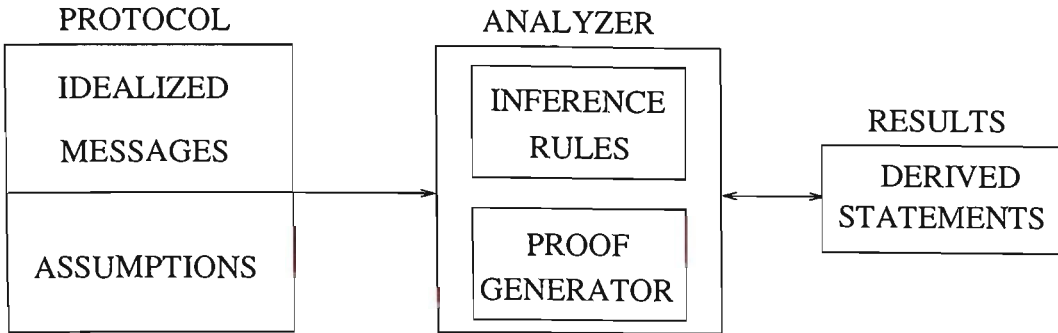 PROTOCOL
IDEALIZED
MESSAGES
ASSUMPTIONS
ANALYZER
INFERENCE
RULES
PROOF
GENERATOR
RESULTS
DERIVED
STATEMENTS